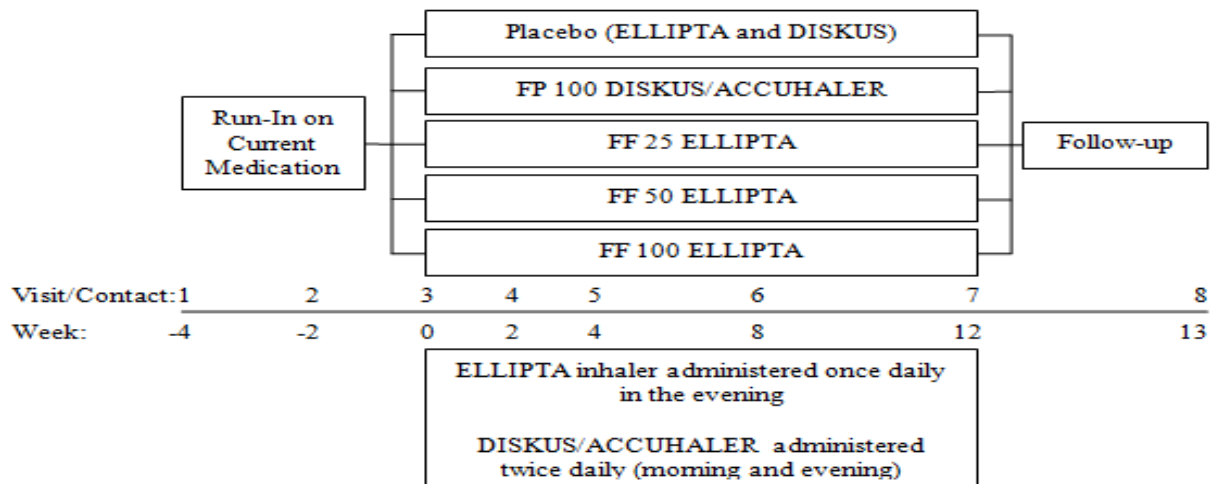 Placebo (ELLIPTA and DISKUS)
FP 100 DISKUS/ACCUHALER
Run-In on
Current
Medication
FF 25 ELLIPTA
Follow-up
FF 50 ELLIPTA
FF 100 ELLIPTA
Visit/Contact:1 2 3 4 5 6 7 8
Week: -4 -2 0 2 4 8 12 13
ELLIPTA inhaler administered once daily
in the evening
DISKUS/ACCUHALER administered
twice daily (morning and evening)